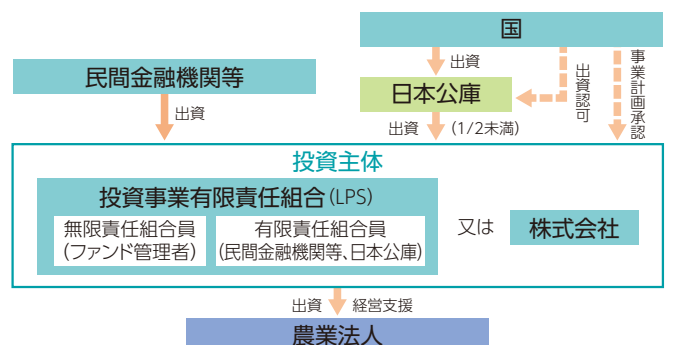 国
出資
出資認可
事業計画承認
民間金融機関等
日本公庫
出資
出資 (1/2未満)
投資主体
投資事業有限責任組合(LPS)
無限責任組合員
(ファンド管理者)
有限責任組合員
(民間金融機関等、日本公庫)
又は
株式会社
出資 経営支援
農業法人